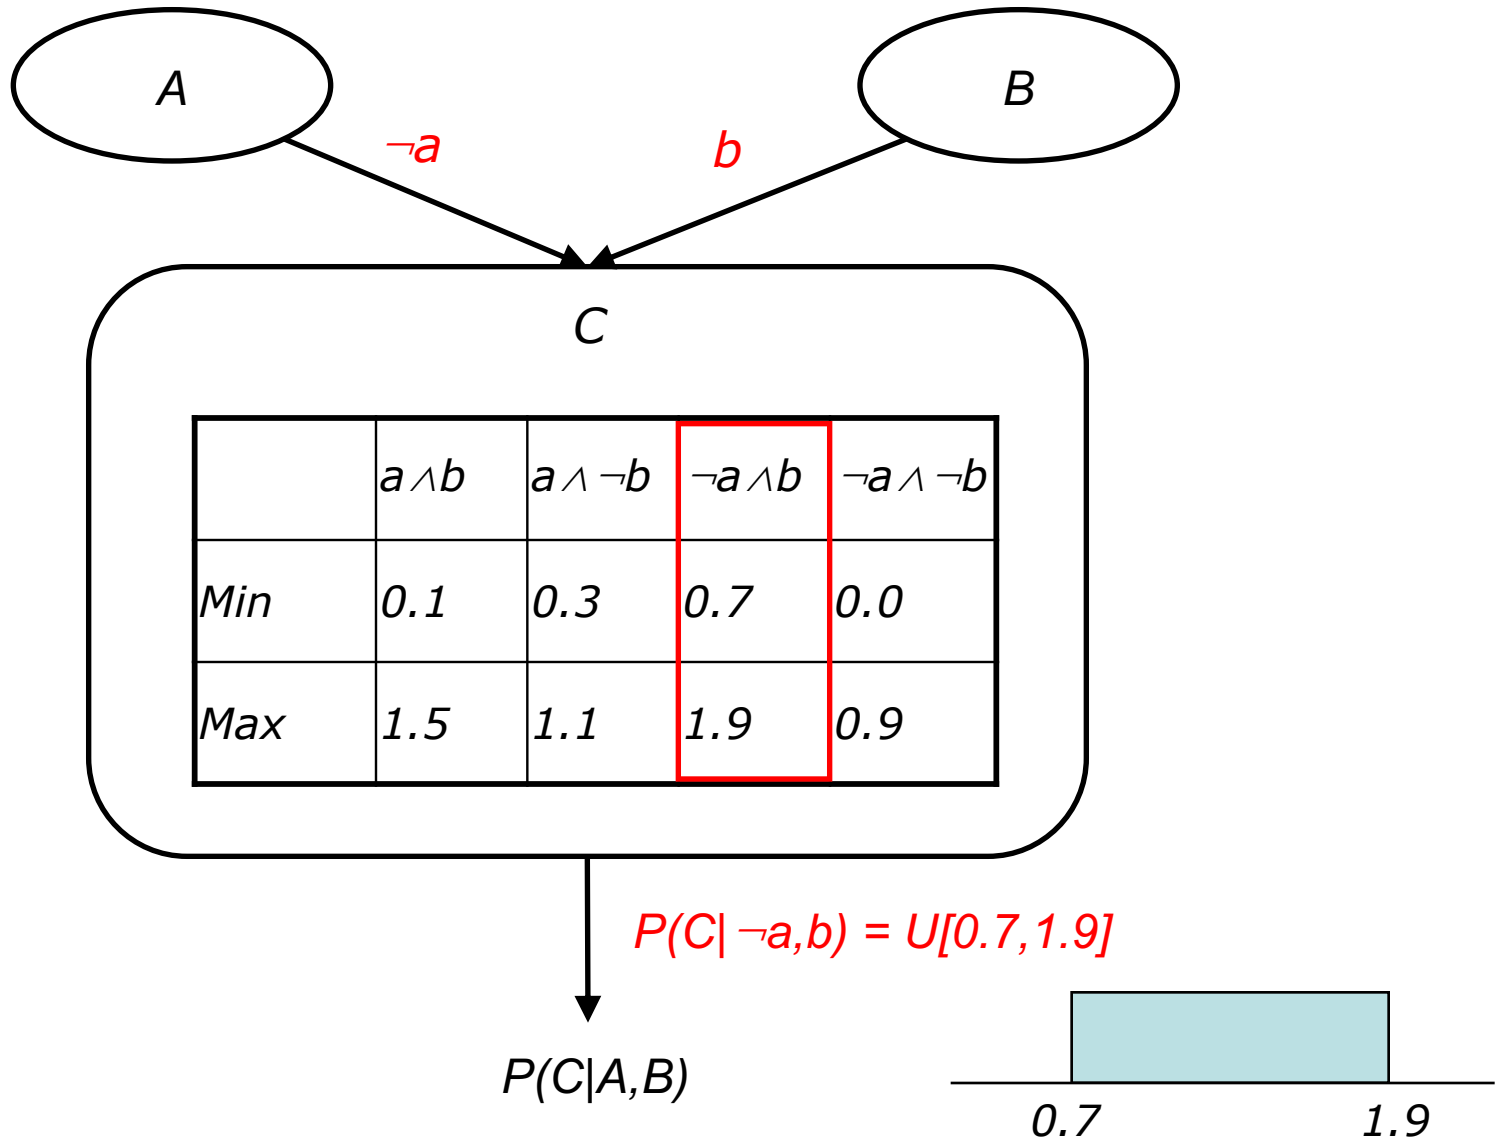 A B
¬a b
C
a∧b a∧¬b ¬a∧b ¬a∧¬b
Min 0.1 0.3 0.7 0.0
Max 1.5 1.1 1.9 0.9
P(C|¬a,b) = U[0.7,1.9]
P(C|A,B)
0.7 1.9